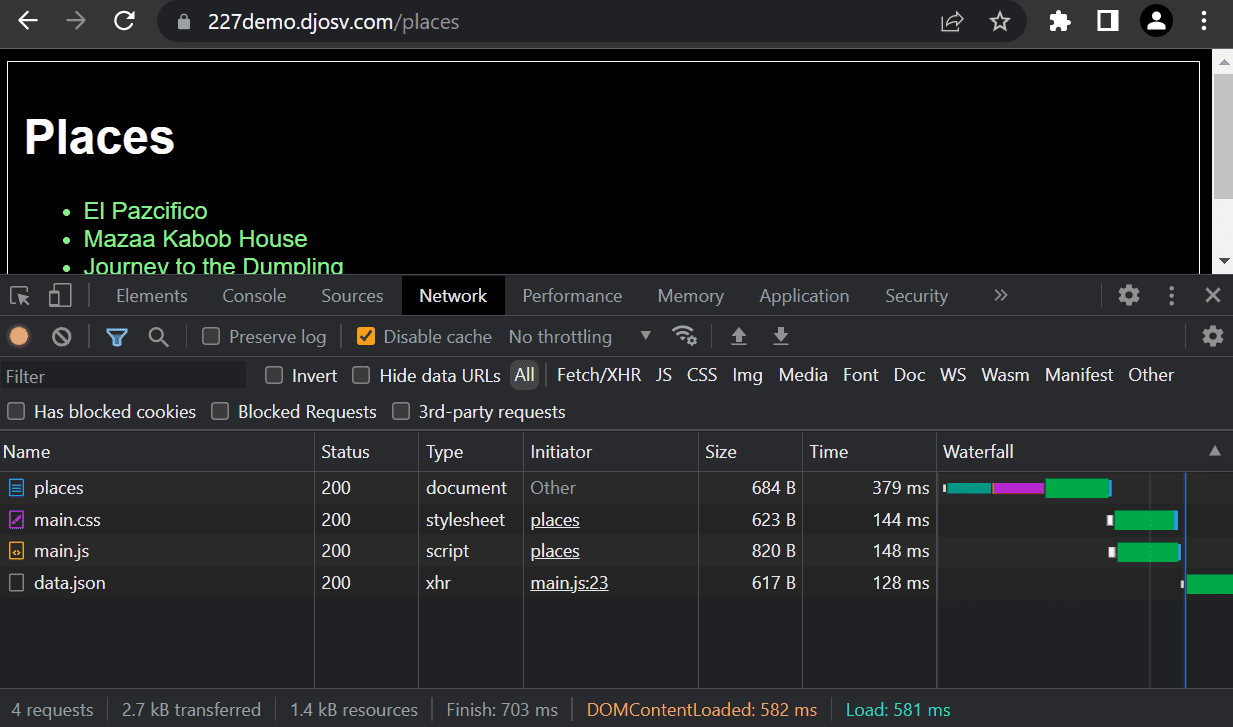 227demo.djosv.com/places
Places
• El Pazcifico
• Mazaa Kabob House
• Journey to the Dumpling
Elements Console Sources Network Performance Memory Application Security »
Preserve log Disable cache No throttling
Filter Invert Hide data URLs All Fetch/XHR JS CSS Img Media Font Doc WS Wasm Manifest Other
Has blocked cookies Blocked Requests 3rd-party requests
Name Status Type Initiator Size Time Waterfall
places 200 document Other 684 B 379 ms
main.css 200 stylesheet places 623 B 144 ms
main.js 200 script places 820 B 148 ms
data.json 200 xhr main.js:23 617 B 128 ms
4 requests 2.7 kB transferred 1.4 kB resources Finish: 703 ms DOMContentLoaded: 582 ms Load: 581 ms